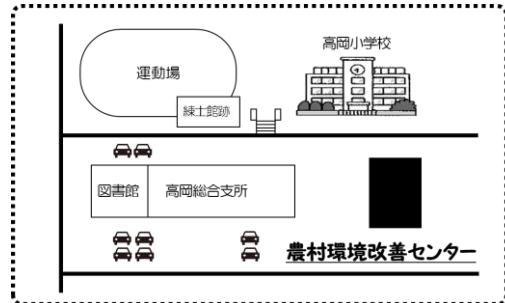 高岡小学校
運動場
練士館跡
図書館
高岡総合支所
農村環境改善センター